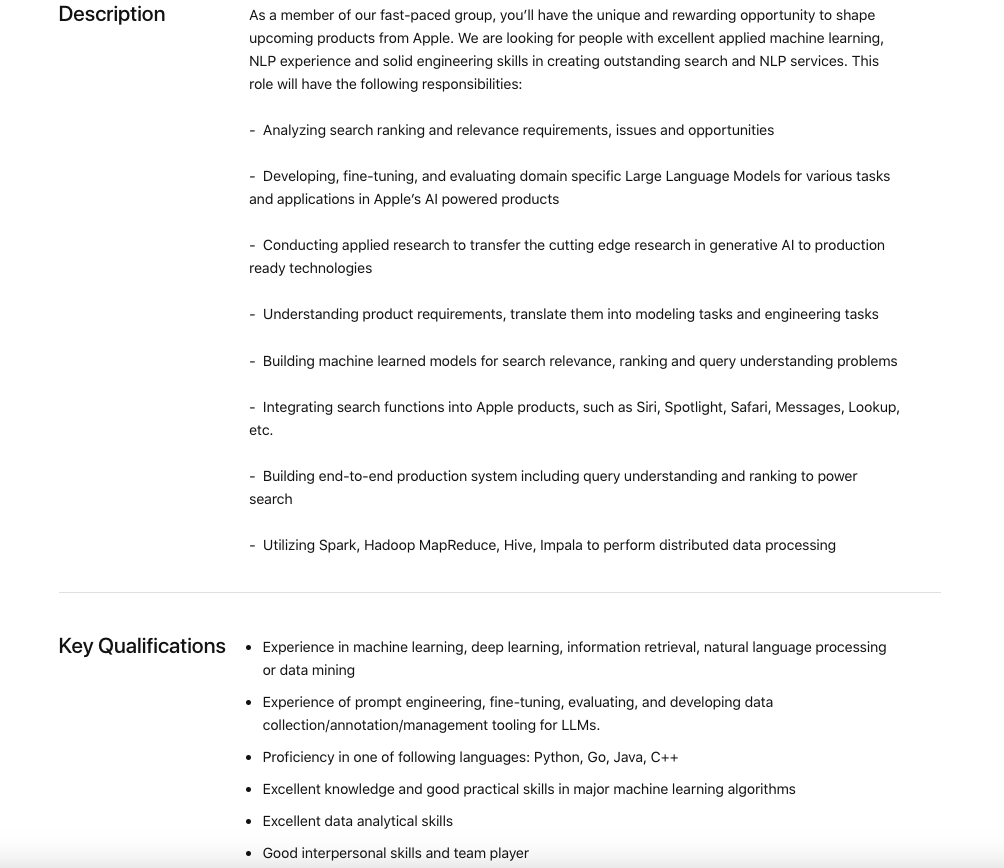 Description
As a member of our fast-paced group, you’ll have the unique and rewarding opportunity to shape
upcoming products from Apple. We are looking for people with excellent applied machine learning,
NLP experience and solid engineering skills in creating outstanding search and NLP services. This
role will have the following responsibilities:
- Analyzing search ranking and relevance requirements, issues and opportunities
- Developing, fine-tuning, and evaluating domain specific Large Language Models for various tasks
and applications in Apple’s AI powered products
- Conducting applied research to transfer the cutting edge research in generative AI to production
ready technologies
- Understanding product requirements, translate them into modeling tasks and engineering tasks
- Building machine learned models for search relevance, ranking and query understanding problems
- Integrating search functions into Apple products, such as Siri, Spotlight, Safari, Messages, Lookup,
etc.
- Building end-to-end production system including query understanding and ranking to power
search
- Utilizing Spark, Hadoop MapReduce, Hive, Impala to perform distributed data processing
Key Qualifications
• Experience in machine learning, deep learning, information retrieval, natural language processing
or data mining
• Experience of prompt engineering, fine-tuning, evaluating, and developing data
collection/annotation/management tooling for LLMs.
• Proficiency in one of following languages: Python, Go, Java, C++
• Excellent knowledge and good practical skills in major machine learning algorithms
• Excellent data analytical skills
• Good interpersonal skills and team player